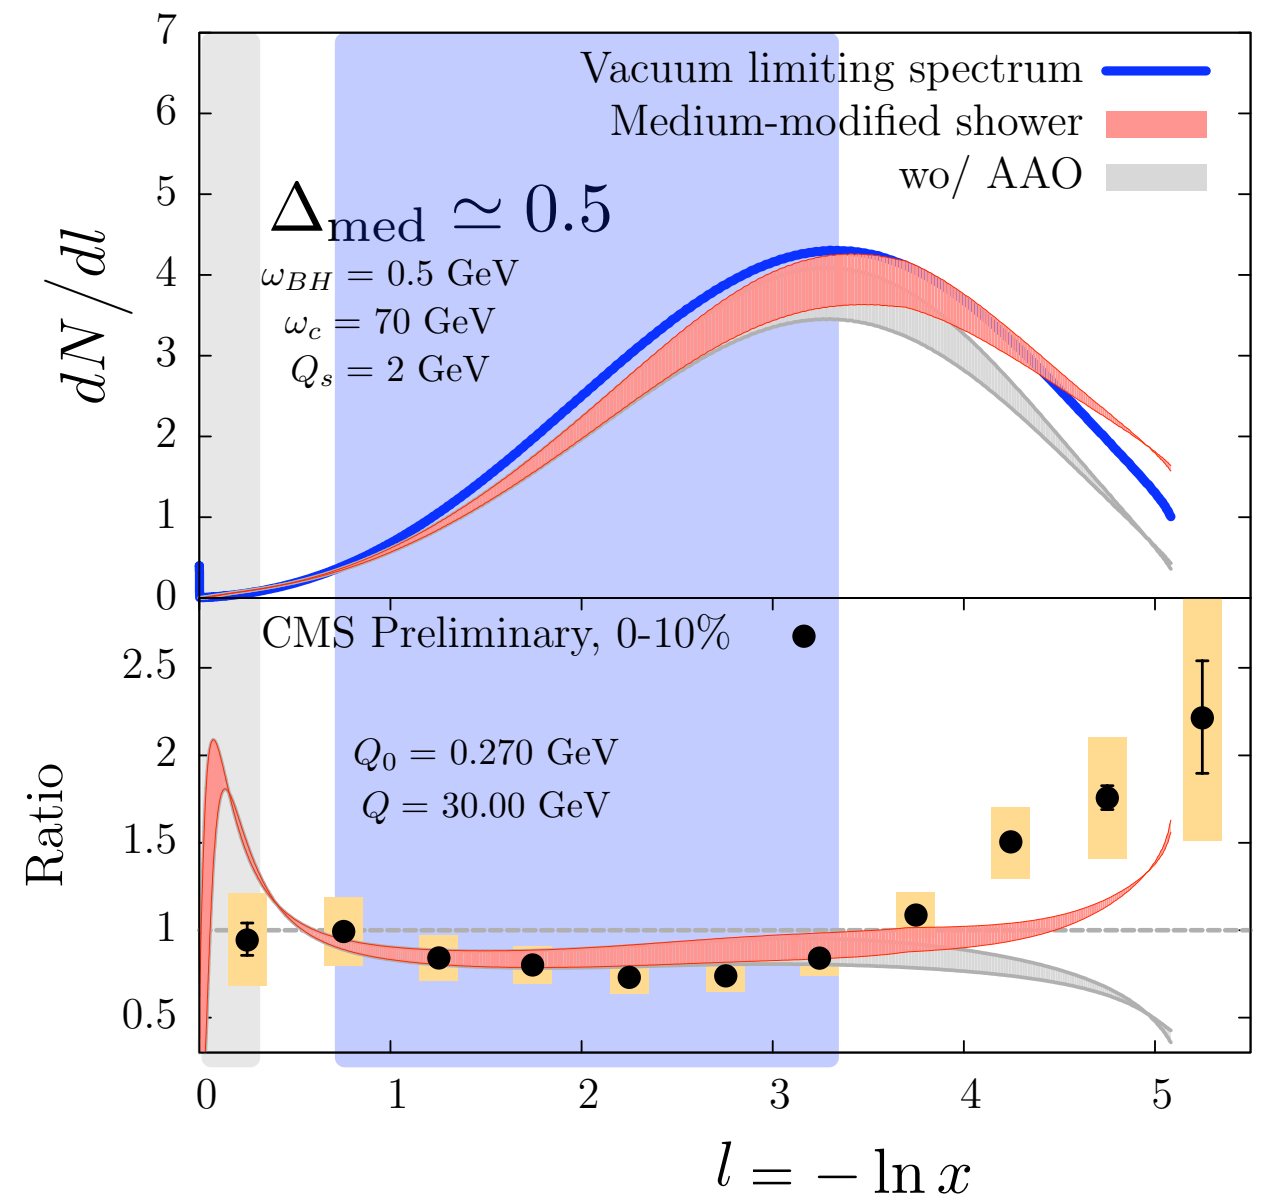 7
6
5
4
3
2
1
0
dN/dl
Vacuum limiting spectrum
Medium-modified shower
wo/ AAO
Δ_med ≃ 0.5
ω_BH = 0.5 GeV
ω_c = 70 GeV
Q_s = 2 GeV
CMS Preliminary, 0-10%
2.5
2
1.5
1
0.5
Ratio
Q_0 = 0.270 GeV
Q = 30.00 GeV
0 1 2 3 4 5
l = − ln x